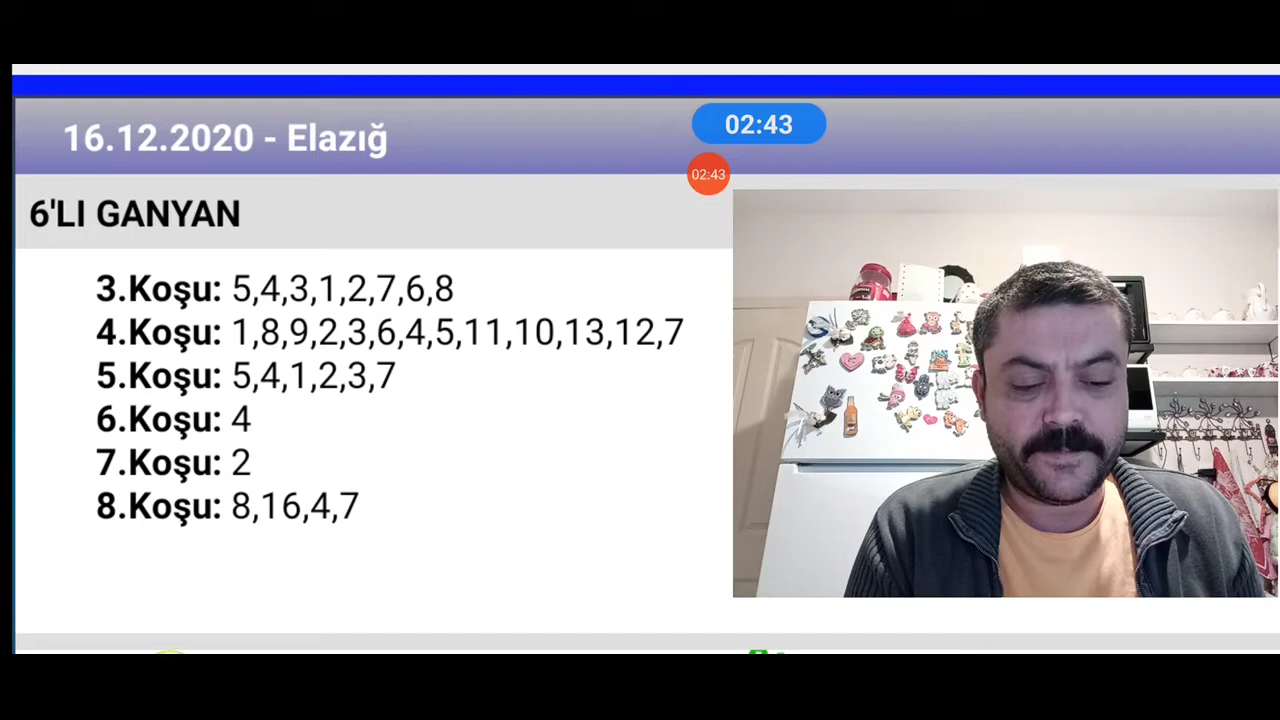 16.12.2020 - Elazığ
02:43
02:43
6'LI GANYAN
3.Koşu: 5,4,3,1,2,7,6,8
4.Koşu: 1,8,9,2,3,6,4,5,11,10,13,12,7
5.Koşu: 5,4,1,2,3,7
6.Koşu: 4
7.Koşu: 2
8.Koşu: 8,16,4,7